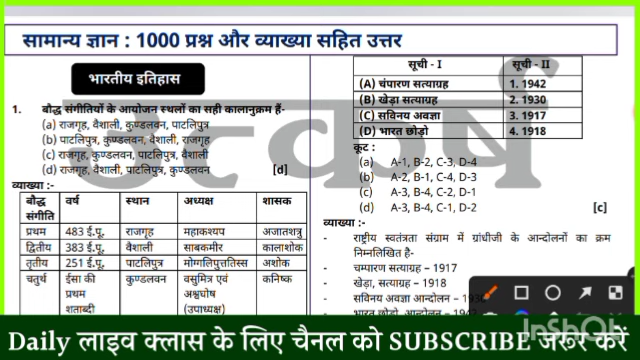 सामान्य ज्ञान : 1000 प्रश्न और व्याख्या सहित उत्तर
भारतीय इतिहास
1. बौद्ध संगीतियों के आयोजन स्थलों का सही कालानुक्रम हैं-
(a) राजगृह, वैशाली, कुण्डलवन, पाटलिपुत्र
(b) पाटलिपुत्र, कुण्डलवन, वैशाली, राजगृह
(c) राजगृह, कुण्डलवन, पाटलिपुत्र, वैशाली
(d) राजगृह, वैशाली, पाटलिपुत्र, कुण्डलवन [d]
व्याख्या :-
बौद्ध संगीति वर्ष स्थान अध्यक्ष शासक
प्रथम 483 ई.पू. राजगृह महाकश्यप अजातशत्रु
द्वितीय 383 ई.पू. वैशाली साबकमीर कालाशोक
तृतीय 251 ई.पू. पाटलिपुत्र मोग्गलिपुत्ततिस्स अशोक
चतुर्थ ईसा की प्रथम शताब्दी कुण्डलवन वसुमित्र एवं अश्वघोष (उपाध्यक्ष) कनिष्क
सूची - I सूची - II
(A) चंपारण सत्याग्रह 1. 1942
(B) खेड़ा सत्याग्रह 2. 1930
(C) सविनय अवज्ञा 3. 1917
(D) भारत छोड़ो 4. 1918
कूट :
(a) A-1, B-2, C-3, D-4
(b) A-2, B-1, C-4, D-3
(c) A-3, B-4, C-2, D-1
(d) A-3, B-4, C-1, D-2 [c]
व्याख्या :-
- राष्ट्रीय स्वतंत्रता संग्राम में गांधीजी के आन्दोलनों का क्रम
निम्नलिखित है-
- चम्पारण सत्याग्रह – 1917
- खेड़ा, सत्याग्रह – 1918
- सविनय अवज्ञा आन्दोलन –
- भारत छोड़ो आन्दोलन –
उत्कर्ष
InShOt
Daily लाइव क्लास के लिए चैनल को SUBSCRIBE जरूर करें